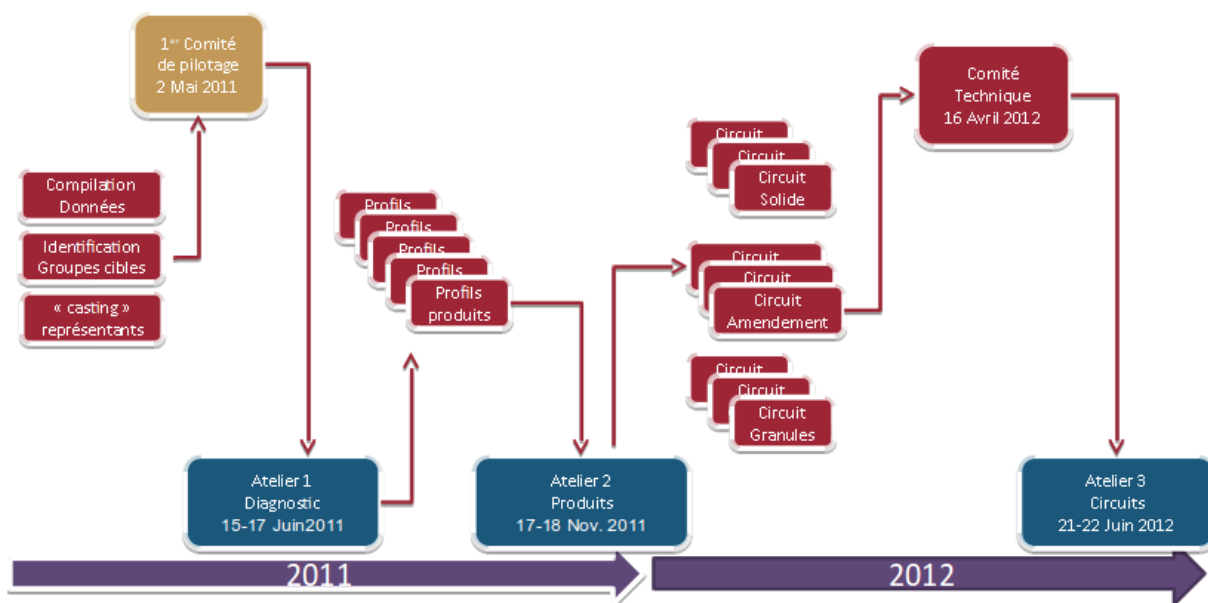 1er Comité
de pilotage
2 Mai 2011
Compilation
Données
Identification
Groupes cibles
« casting »
représentants
Atelier 1
Diagnostic
15-17 Juin2011
Profils
Profils
Profils
Profils
Profils
produits
Atelier 2
Produits
17-18 Nov. 2011
Circuit
Circuit
Circuit
Solide
Circuit
Circuit
Circuit
Amendement
Circuit
Circuit
Circuit
Granules
Comité
Technique
16 Avril 2012
Atelier 3
Circuits
21-22 Juin 2012
2011
2012